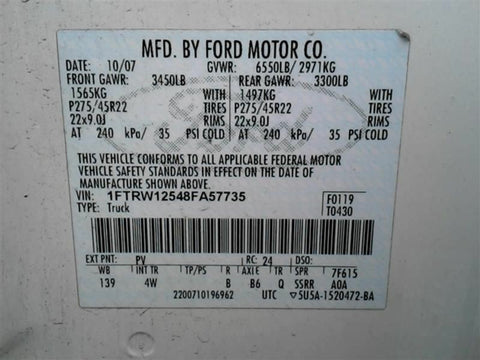 MFD. BY FORD MOTOR CO.
DATE: 10/07 GVWR: 6550LB/ 2971KG
FRONT GAWR: 3450LB REAR GAWR: 3300LB
1565KG WITH 1497KG WITH
P275/45R22 TIRES P275/45R22 TIRES
22x9.0J RIMS 22x9.0J RIMS
AT 240 kPa/ 35 PSI COLD AT 240 kPa/ 35 PSI COLD
THIS VEHICLE CONFORMS TO ALL APPLICABLE FEDERAL MOTOR
VEHICLE SAFETY STANDARDS IN EFFECT ON THE DATE OF
MANUFACTURE SHOWN ABOVE.
VIN: 1FTRW12548FA57735 F0119
TYPE: Truck T0430
EXT PNT: PV RC: 24 DSO:
WB INT TR TP/PS R AXLE TR SPR 7F615
139 4W B B6 Q SSRR A0A
2200710196962 UTC ▽5U5A-1520472-BA